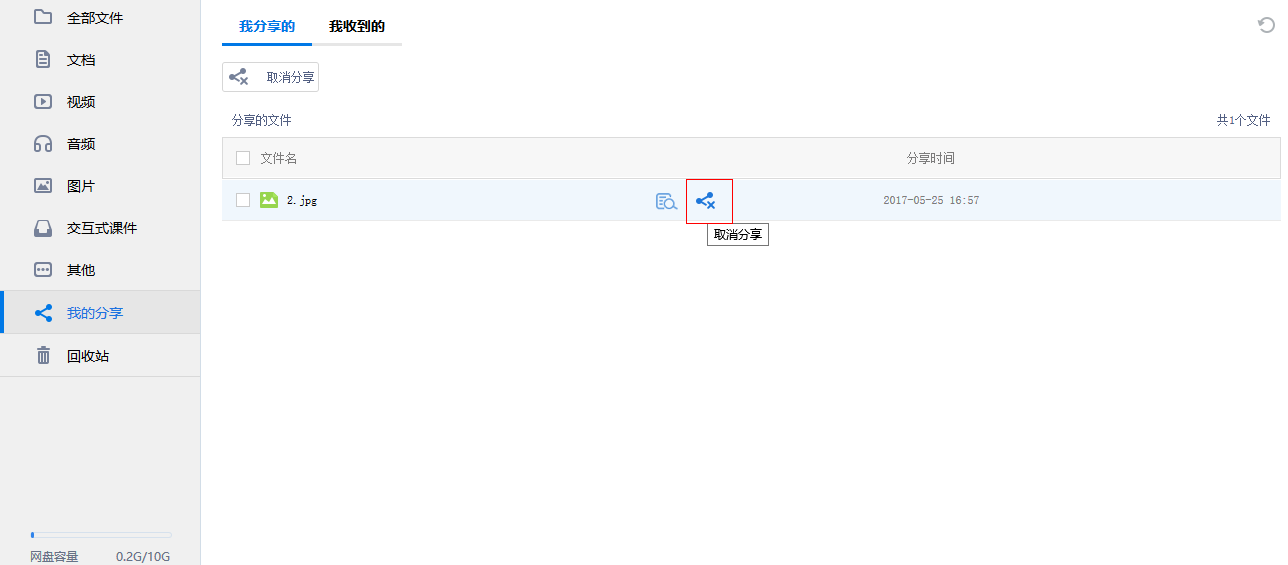 全部文件
文档
视频
音频
图片
交互式课件
其他
我的分享
回收站
网盘容量 0.2G/10G
我分享的 我收到的
取消分享
分享的文件 共1个文件
文件名 分享时间
2.jpg 2017-05-25 16:57
取消分享